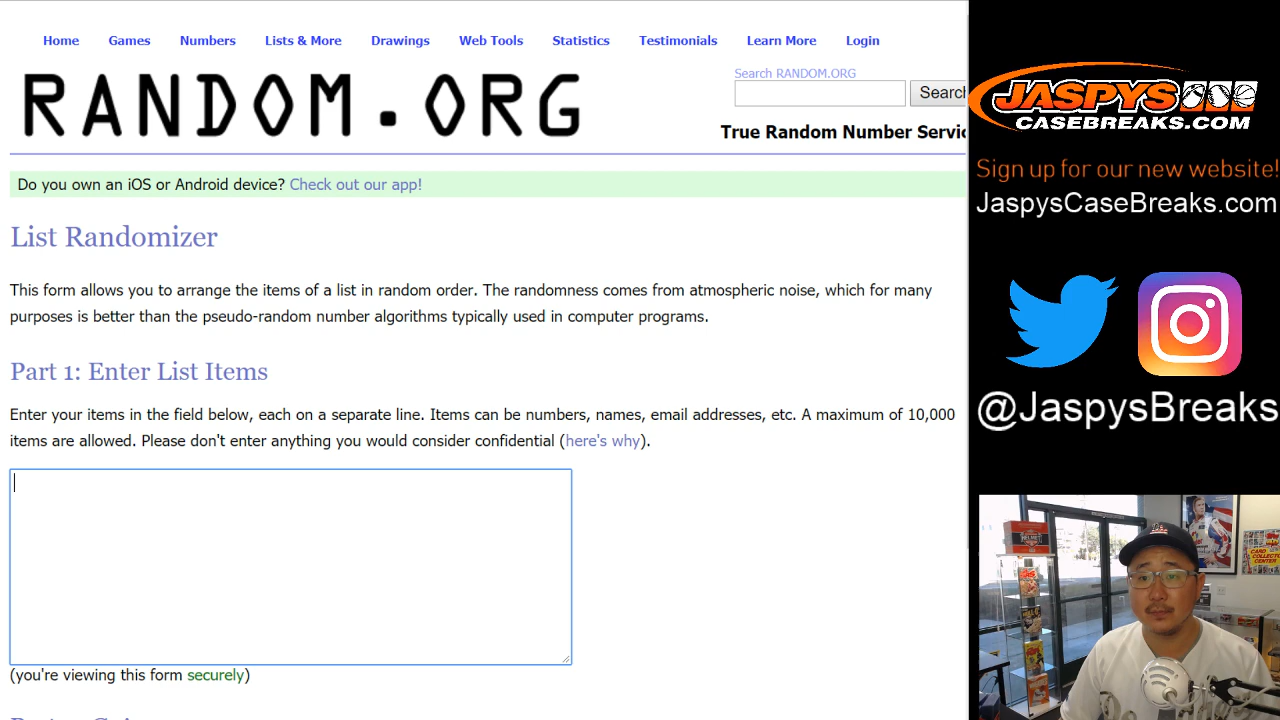 Home Games Numbers Lists & More Drawings Web Tools Statistics Testimonials Learn More Login
RANDOM.ORG
Search RANDOM.ORG
Search
True Random Number Servic
Do you own an iOS or Android device? Check out our app!
List Randomizer
This form allows you to arrange the items of a list in random order. The randomness comes from atmospheric noise, which for many
purposes is better than the pseudo-random number algorithms typically used in computer programs.
Part 1: Enter List Items
Enter your items in the field below, each on a separate line. Items can be numbers, names, email addresses, etc. A maximum of 10,000
items are allowed. Please don't enter anything you would consider confidential (here's why).
(you're viewing this form securely)
JASPYS
CASEBREAKS.COM
Sign up for our new website!
JaspysCaseBreaks.com
@JaspysBreaks
HELMET
CARD
COLLECTOR
CENTER